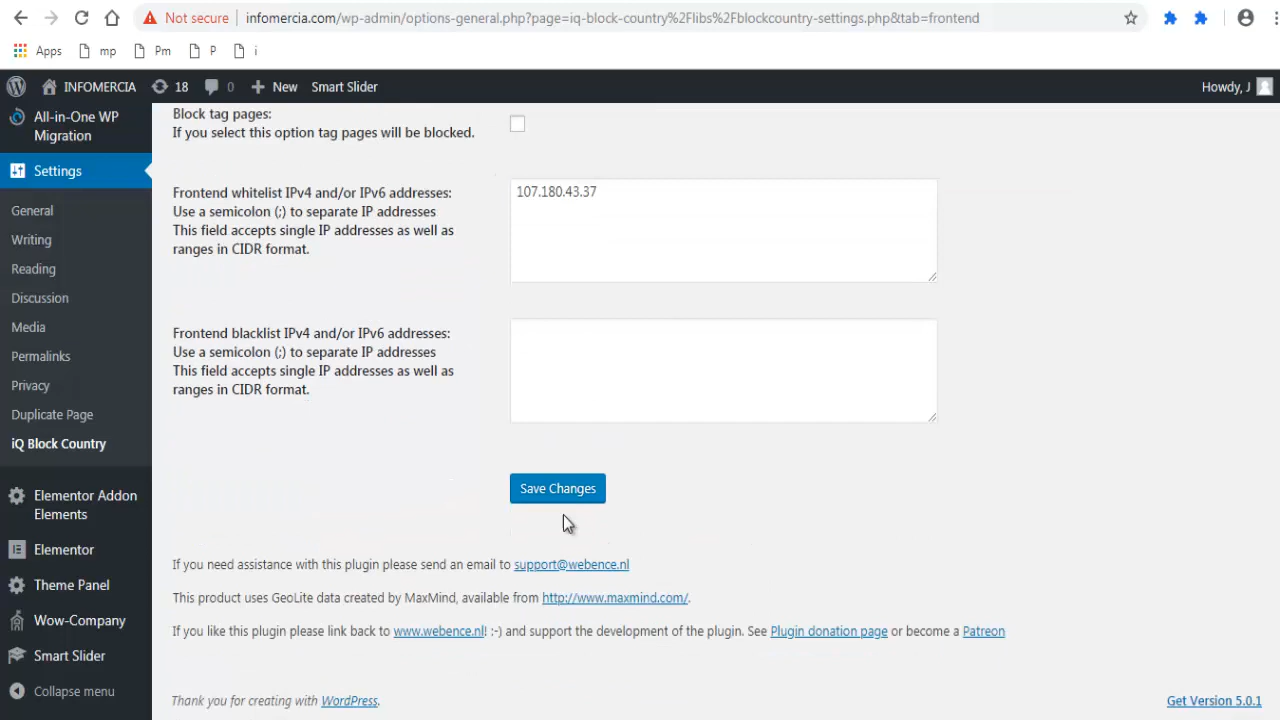 Not secure infomercia.com/wp-admin/options-general.php?page=iq-block-country%2Flibs%2Fblockcountry-settings.php&tab=frontend
Apps mp Pm P i
INFOMERCIA 18 0 New Smart Slider Howdy, J
All-in-One WP
Migration
Settings
General
Writing
Reading
Discussion
Media
Permalinks
Privacy
Duplicate Page
iQ Block Country
Elementor Addon
Elements
Elementor
Theme Panel
Wow-Company
Smart Slider
Collapse menu
Block tag pages:
If you select this option tag pages will be blocked.
Frontend whitelist IPv4 and/or IPv6 addresses:
Use a semicolon (;) to separate IP addresses
This field accepts single IP addresses as well as
ranges in CIDR format.
107.180.43.37
Frontend blacklist IPv4 and/or IPv6 addresses:
Use a semicolon (;) to separate IP addresses
This field accepts single IP addresses as well as
ranges in CIDR format.
Save Changes
If you need assistance with this plugin please send an email to support@webence.nl
This product uses GeoLite data created by MaxMind, available from http://www.maxmind.com/.
If you like this plugin please link back to www.webence.nl! :-) and support the development of the plugin. See Plugin donation page or become a Patreon
Thank you for creating with WordPress.
Get Version 5.0.1